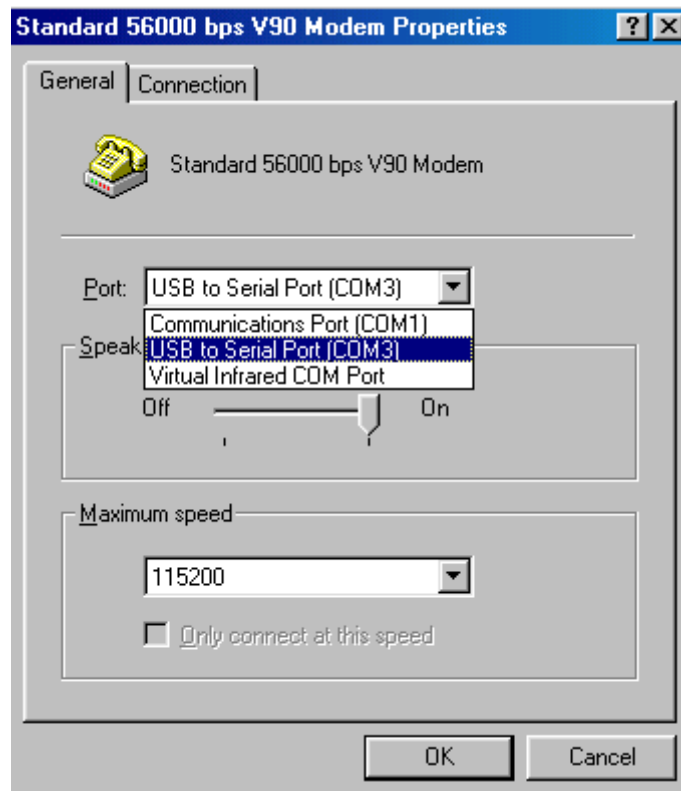 Standard 56000 bps V90 Modem Properties
General Connection
Standard 56000 bps V90 Modem
Port: USB to Serial Port (COM3)
Communications Port (COM1)
Speak USB to Serial Port (COM3)
Virtual Infrared COM Port
Off On
Maximum speed
115200
Only connect at this speed
OK Cancel